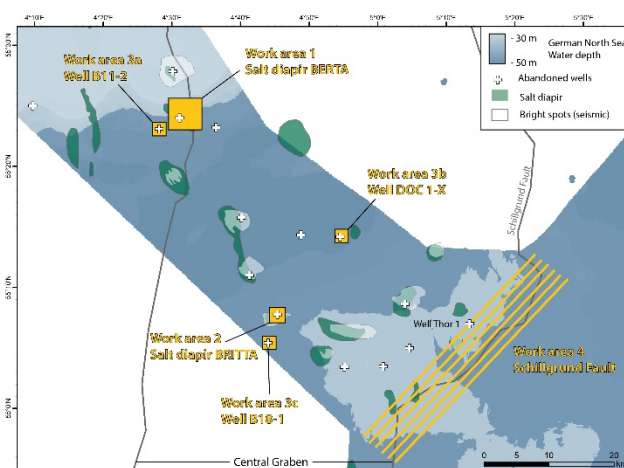 4°20'E
4°30'E
4°40'E
4°50'E
5°0'E
5°10'E
5°20'E
5°30'E
55°30'N
55°20'N
55°10'N
55°0'N
- 30 m
- 50 m
German North Sea
Water depth
Abandoned wells
Salt diapir
Bright spots (seismic)
Work area 3a
Well B11-2
Work area 1
Salt diapir BERTA
Work area 3b
Well DOC 1-X
Schillgrund Fault
Well Thor 1
Work area 2
Salt diapir BRITTA
Work area 4
Schillgrund Fault
Work area 3c
Well B10-1
Central Graben
0
10
20
km